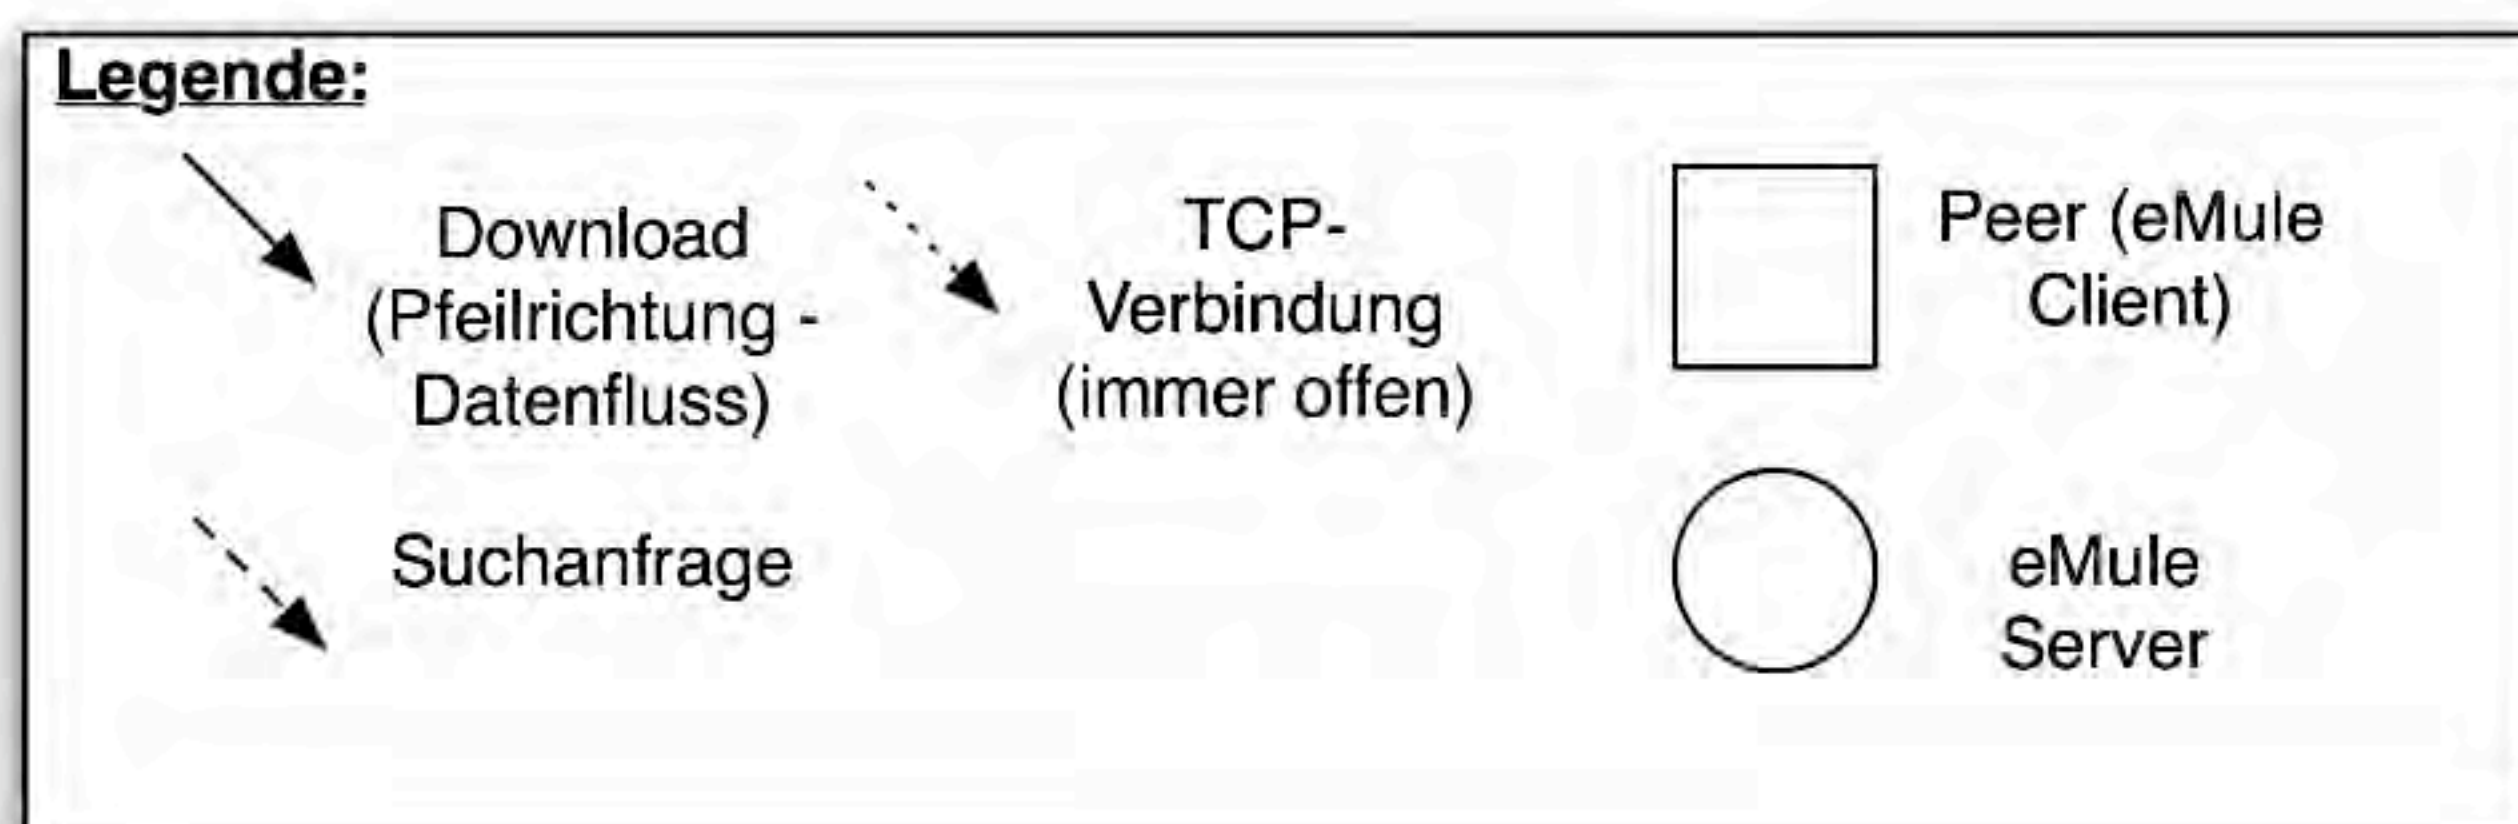 Legende:
Download
(Pfeilrichtung -
Datenfluss)
TCP-
Verbindung
(immer offen)
Peer (eMule
Client)
Suchanfrage
eMule
Server